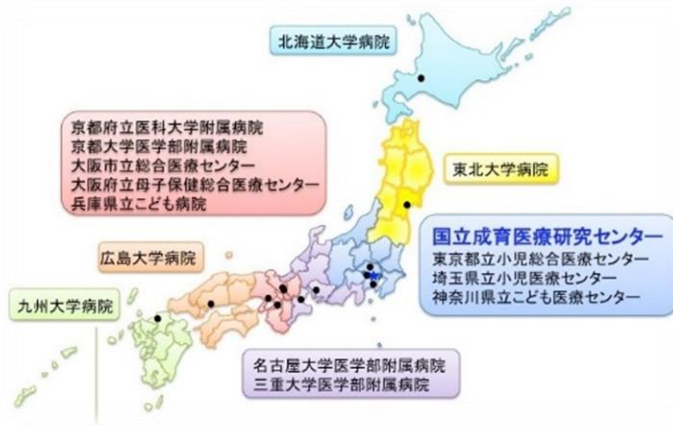 北海道大学病院
京都府立医科大学附属病院
京都大学医学部附属病院
大阪市立総合医療センター
大阪府立母子保健総合医療センター
兵庫県立こども病院
東北大学病院
国立成育医療研究センター
東京都立小児総合医療センター
埼玉県立小児医療センター
神奈川県立こども医療センター
広島大学病院
九州大学病院
名古屋大学医学部附属病院
三重大学医学部附属病院